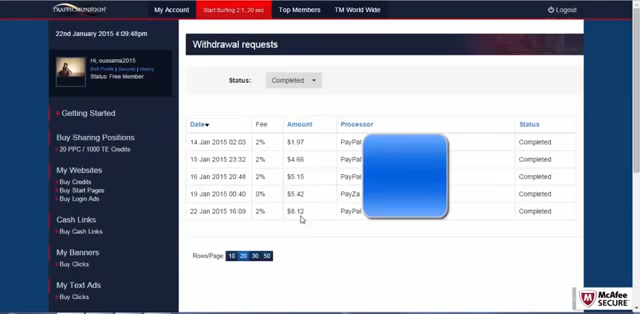 TRAFFICMONSOON
My Account
Start Surfing 2:1, 20 sec
Top Members
TM World Wide
Logout
22nd January 2015 4:09:48pm
Withdrawal requests
Hi, oussama2015
Edit Profile | Security | History
Status: Free Member
Status: Completed
Getting Started
Date Fee Amount Processor Status
14 Jan 2015 02:03 2% $1.97 PayPal Completed
15 Jan 2015 23:32 2% $4.66 PayPal Completed
16 Jan 2015 20:48 2% $5.15 PayPal Completed
19 Jan 2015 00:40 0% $5.42 PayZa Completed
22 Jan 2015 16:09 2% $8.12 PayPal Completed
Buy Sharing Positions
20 PPC / 1000 TE Credits
My Websites
Buy Credits
Buy Start Pages
Buy Login Ads
Cash Links
Buy Cash Links
My Banners
Buy Clicks
My Text Ads
Buy Clicks
Rows/Page: 10 20 30 50
McAfee
SECURE